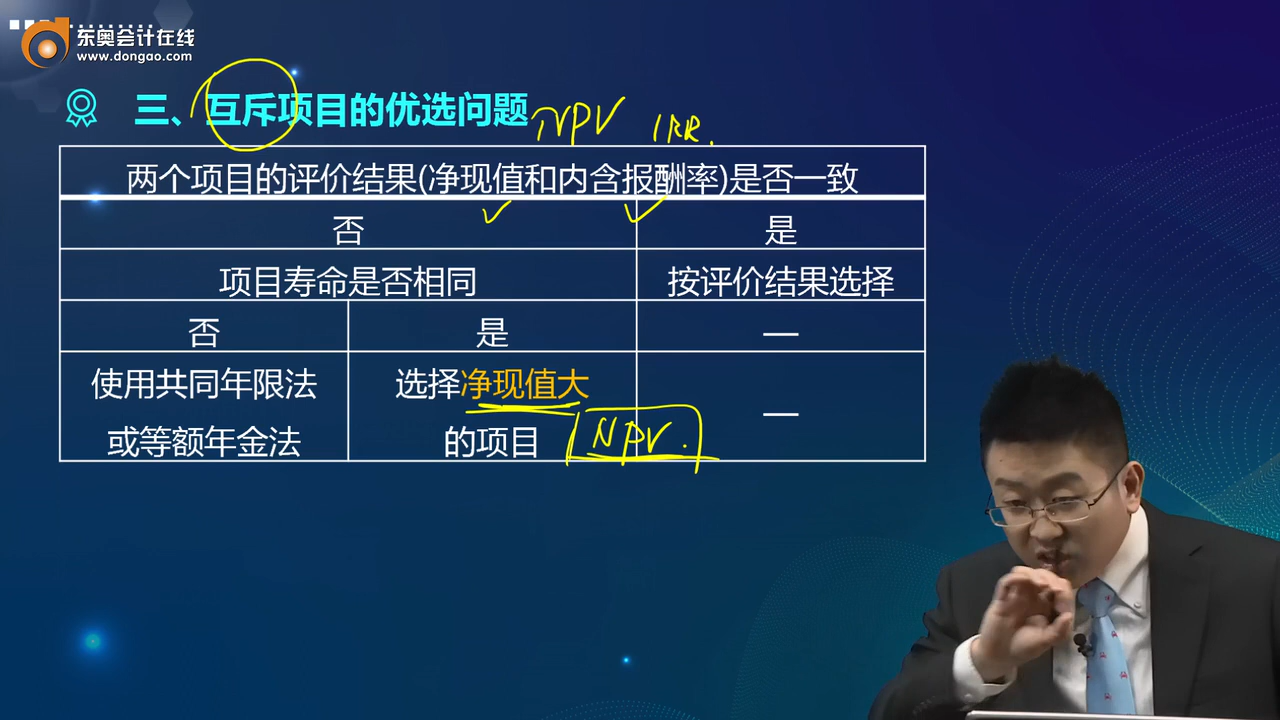 东奥会计在线
www.dongao.com
三、互斥项目的优选问题
NPV IRR.
两个项目的评价结果(净现值和内含报酬率)是否一致
否 是
项目寿命是否相同 按评价结果选择
否 是 —
使用共同年限法 选择净现值大 —
或等额年金法 的项目 NPV.